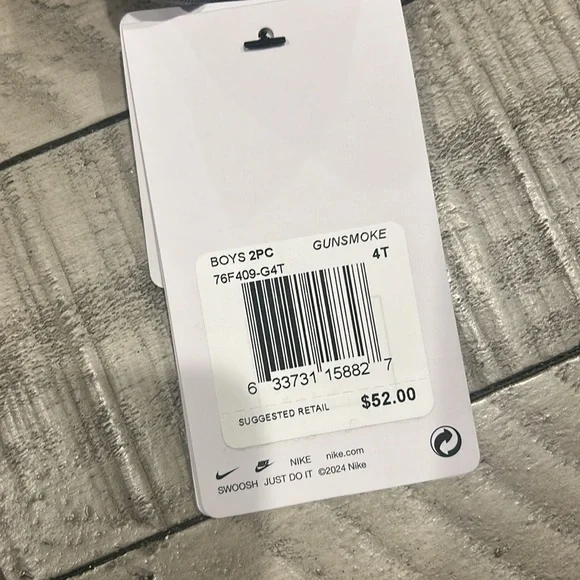 BOYS 2PC GUNSMOKE
76F409-G4T 4T
6 33731 15882 7
SUGGESTED RETAIL $52.00
NIKE nike.com
SWOOSH JUST DO IT ©2024 Nike